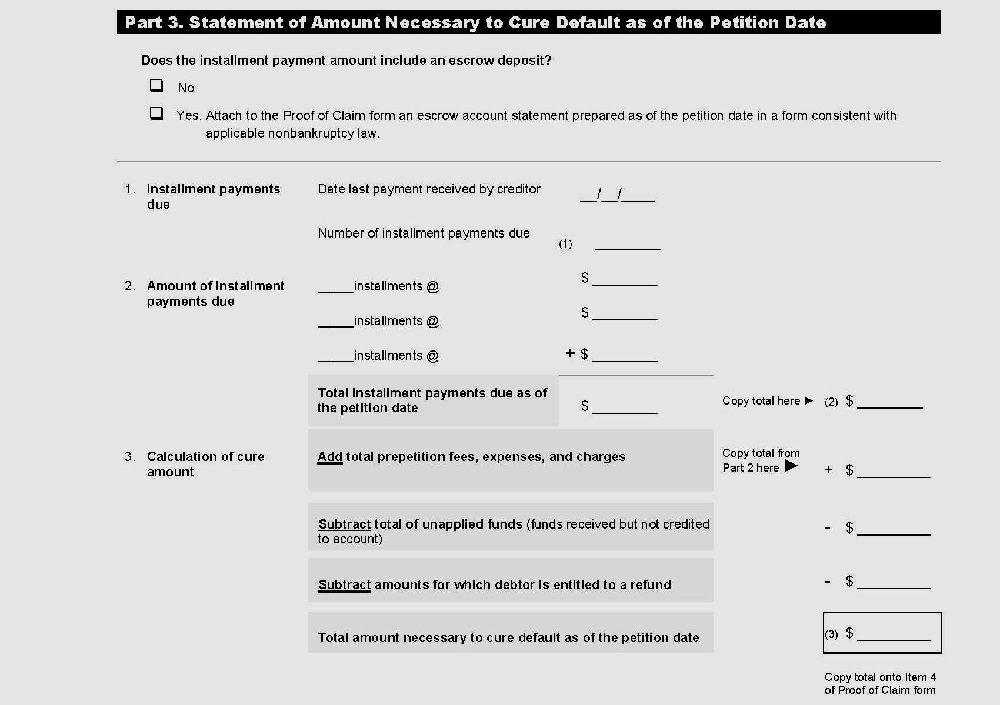 Part 3. Statement of Amount Necessary to Cure Default as of the Petition Date
Does the installment payment amount include an escrow deposit?
❑ No
❑ Yes. Attach to the Proof of Claim form an escrow account statement prepared as of the petition date in a form consistent with
applicable nonbankruptcy law.
1. Installment payments
due
Date last payment received by creditor __/__/____
Number of installment payments due (1) ________
2. Amount of installment
payments due
_____installments @ $ ________
_____installments @ $ ________
_____installments @ + $ ________
Total installment payments due as of
the petition date
$ ________
Copy total here ► (2) $ ________
3. Calculation of cure
amount
Add total prepetition fees, expenses, and charges
Copy total from
Part 2 here ► + $ _________
Subtract total of unapplied funds (funds received but not credited
to account)
- $ _________
Subtract amounts for which debtor is entitled to a refund - $ _________
Total amount necessary to cure default as of the petition date (3) $ _________
Copy total onto Item 4
of Proof of Claim form